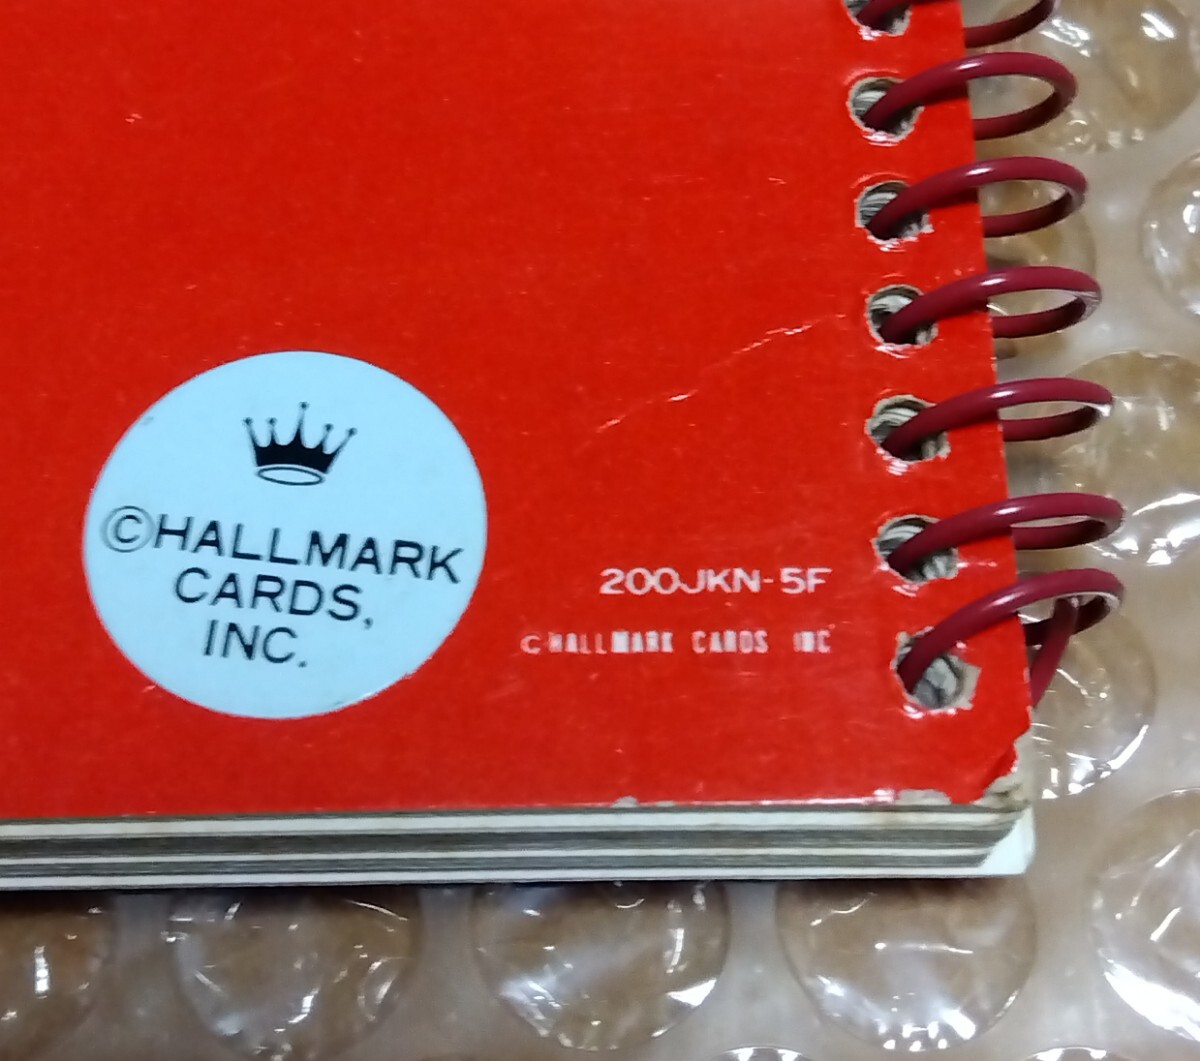 ©HALLMARK
CARDS,
INC.
200JKN-5F
©HALLMARK CARDS INC